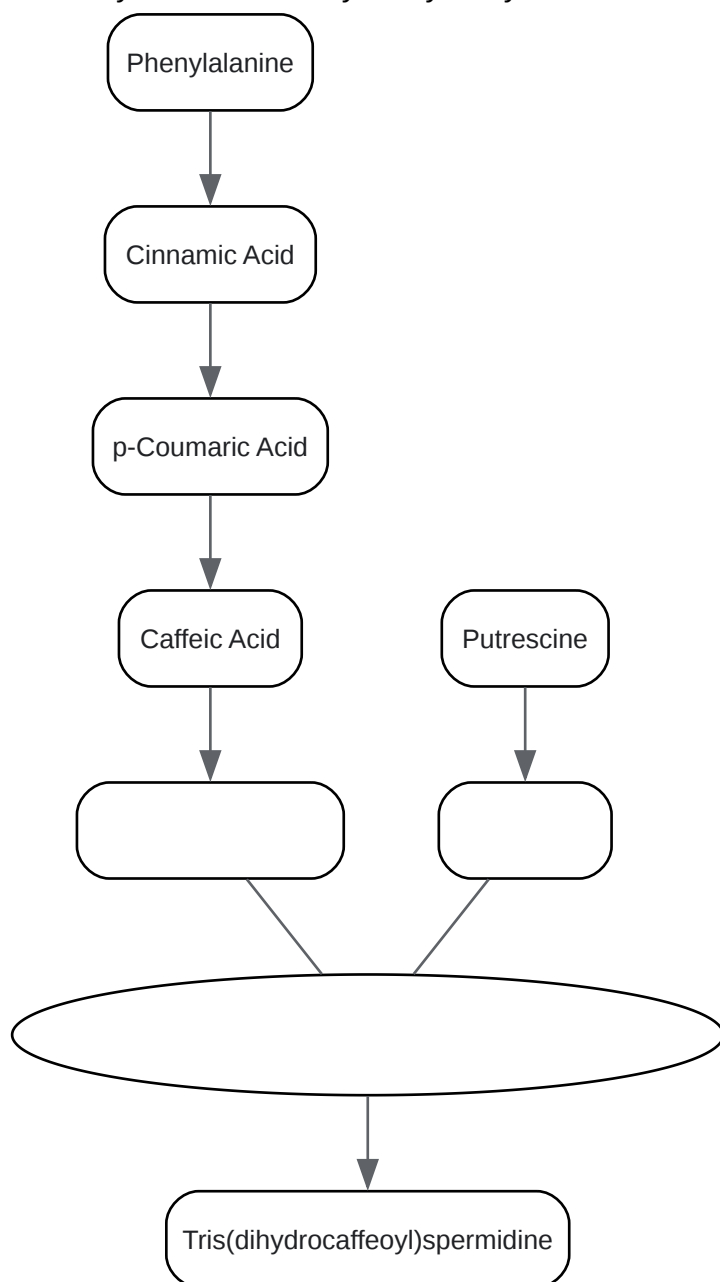 Phenylalanine
Cinnamic Acid
p-Coumaric Acid
Caffeic Acid
Putrescine
Tris(dihydrocaffeoyl)spermidine